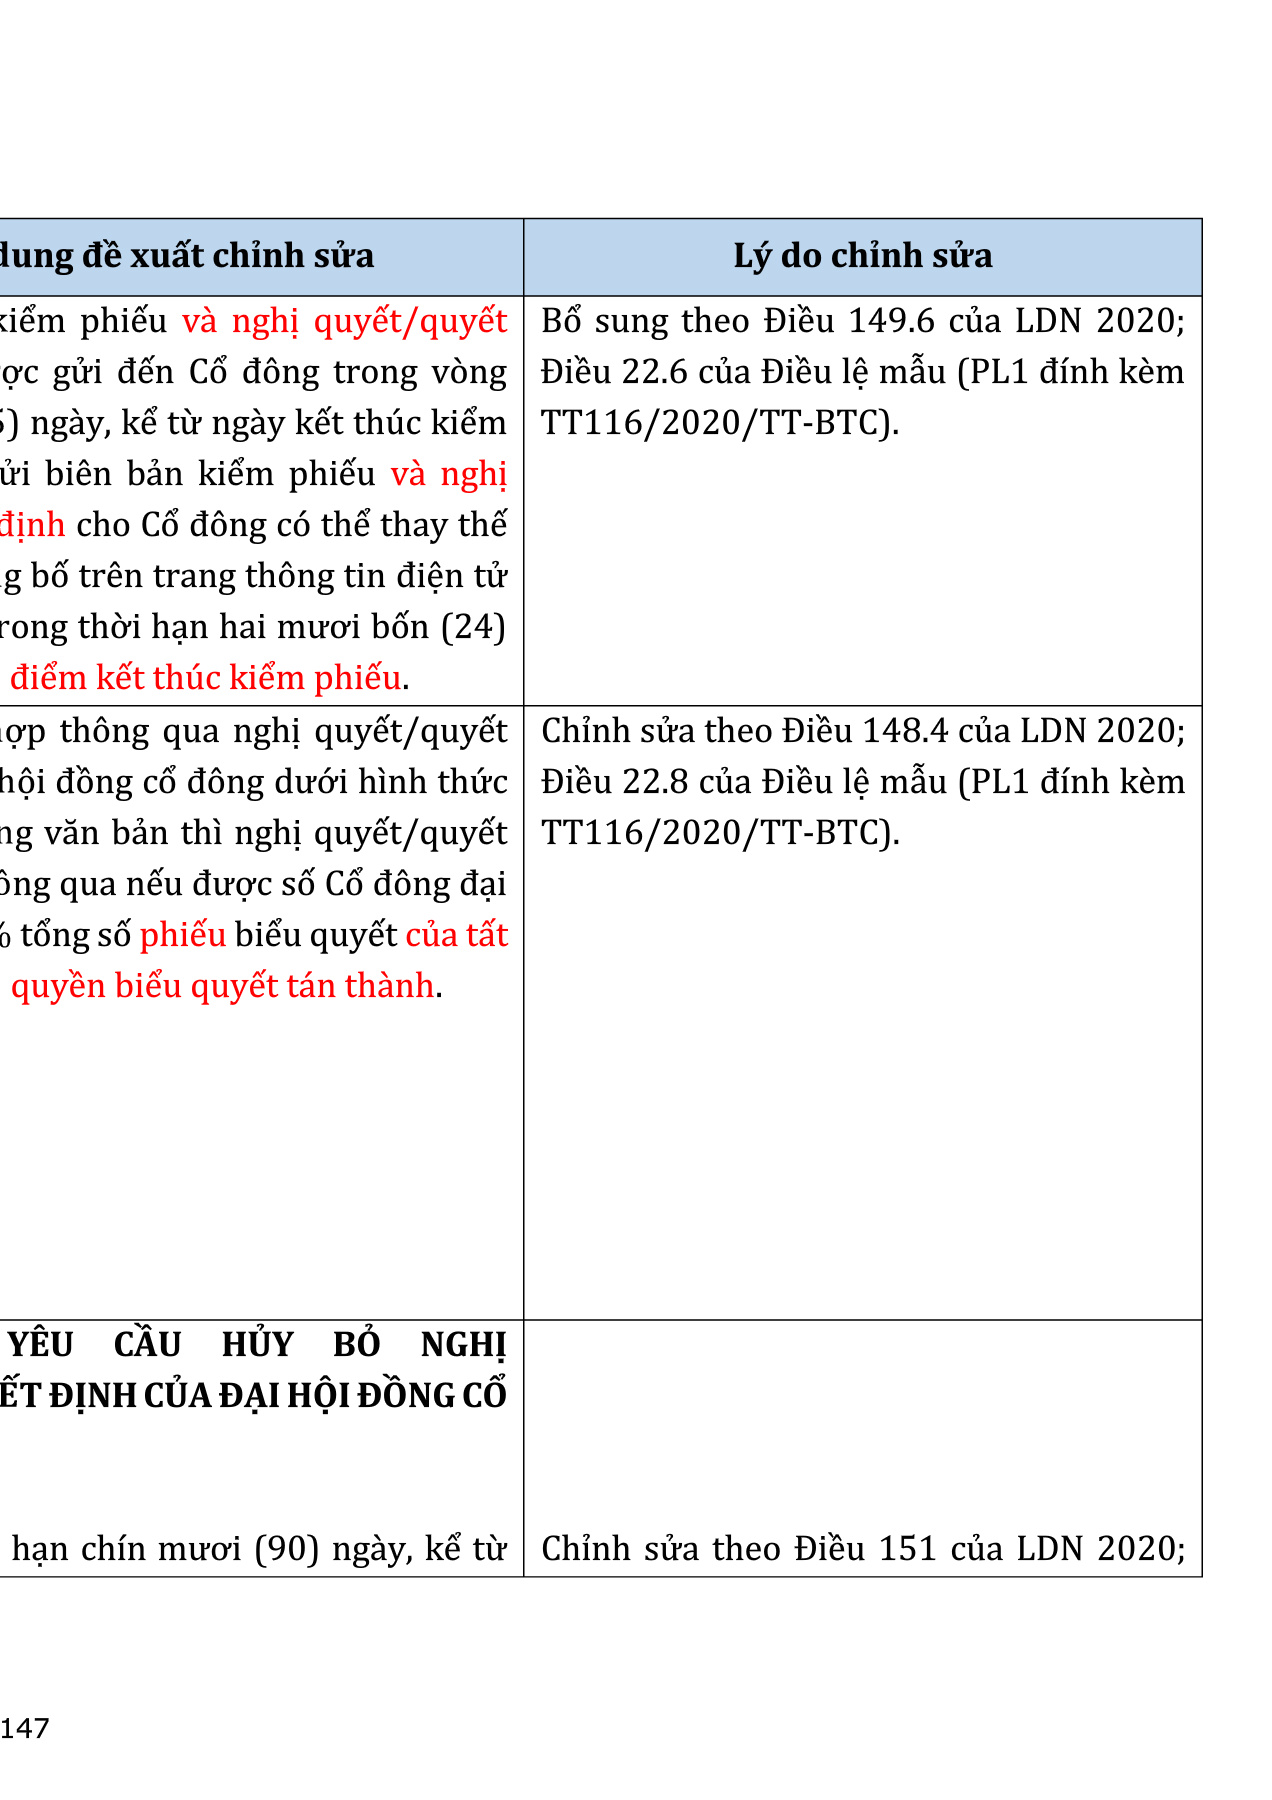 dung đề xuất chỉnh sửa
Lý do chỉnh sửa
kiểm phiếu và nghị quyết/quyết
gửi đến Cổ đông trong vòng
ngày, kể từ ngày kết thúc kiểm
biên bản kiểm phiếu và nghị
định cho Cổ đông có thể thay thế
bố trên trang thông tin điện tử
trong thời hạn hai mươi bốn (24)
điểm kết thúc kiểm phiếu.
Bổ sung theo Điều 149.6 của LDN 2020;
Điều 22.6 của Điều lệ mẫu (PL1 đính kèm
TT116/2020/TT-BTC).
hợp thông qua nghị quyết/quyết
hội đồng cổ đông dưới hình thức
văn bản thì nghị quyết/quyết
qua nếu được số Cổ đông đại
% tổng số phiếu biểu quyết của tất
quyền biểu quyết tán thành.
Chỉnh sửa theo Điều 148.4 của LDN 2020;
Điều 22.8 của Điều lệ mẫu (PL1 đính kèm
TT116/2020/TT-BTC).
YÊU CẦU HỦY BỎ NGHỊ
ĐỊNH CỦA ĐẠI HỘI ĐỒNG CỔ
hạn chín mươi (90) ngày, kể từ
Chỉnh sửa theo Điều 151 của LDN 2020;
147